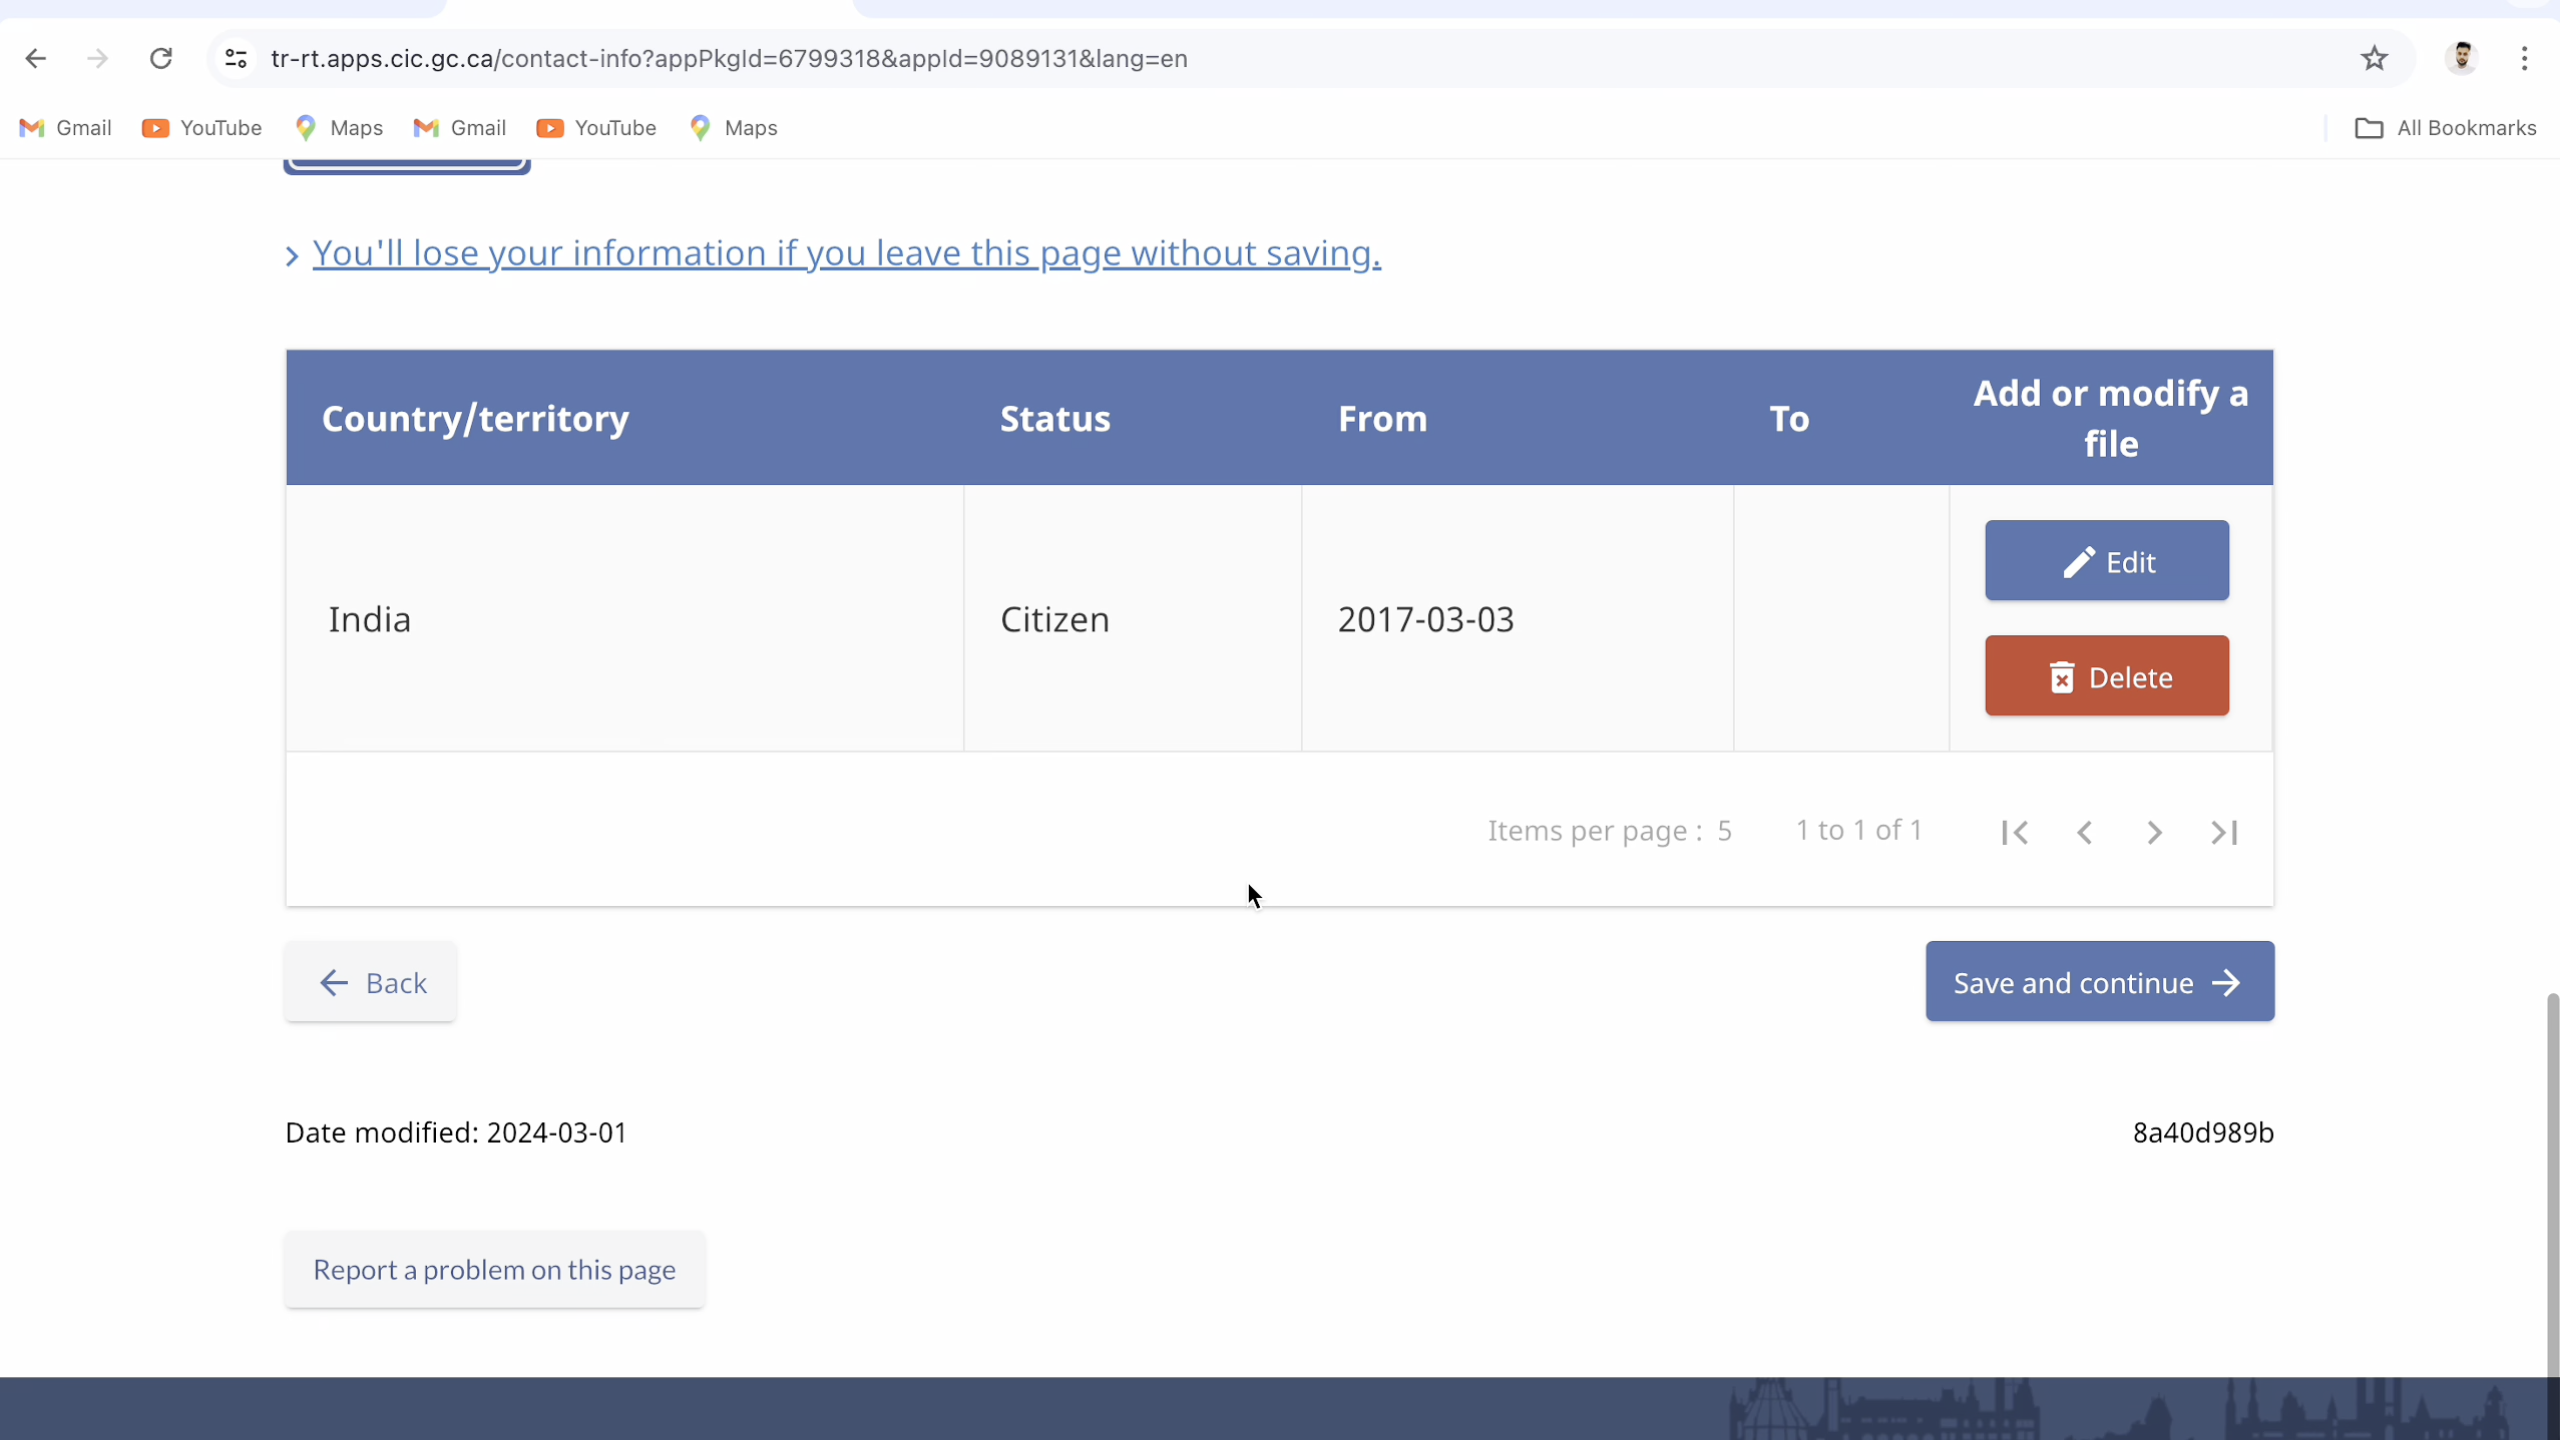 tr-rt.apps.cic.gc.ca/contact-info?appPkgId=6799318&appId=9089131&lang=en
Gmail YouTube Maps Gmail YouTube Maps All Bookmarks
You'll lose your information if you leave this page without saving.
Country/territory Status From To Add or modify a file
India Citizen 2017-03-03 Edit
Delete
Items per page : 5 1 to 1 of 1
Back Save and continue
Date modified: 2024-03-01 8a40d989b
Report a problem on this page